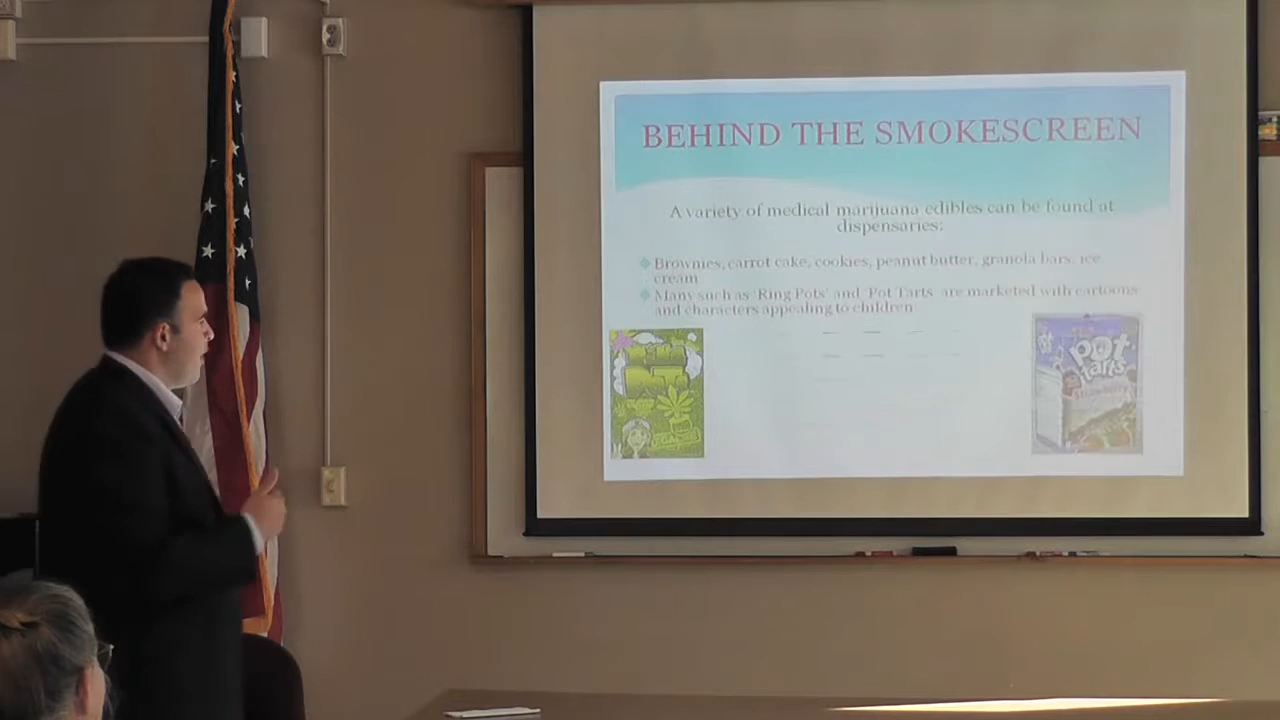 BEHIND THE SMOKESCREEN
A variety of medical marijuana edibles can be found at
dispensaries:
Brownies, carrot cake, cookies, peanut butter, granola bars, ice
cream
Many such as 'Ring Pots' and 'Pot Tarts' are marketed with cartoons
and characters appealing to children
Pot
tarts